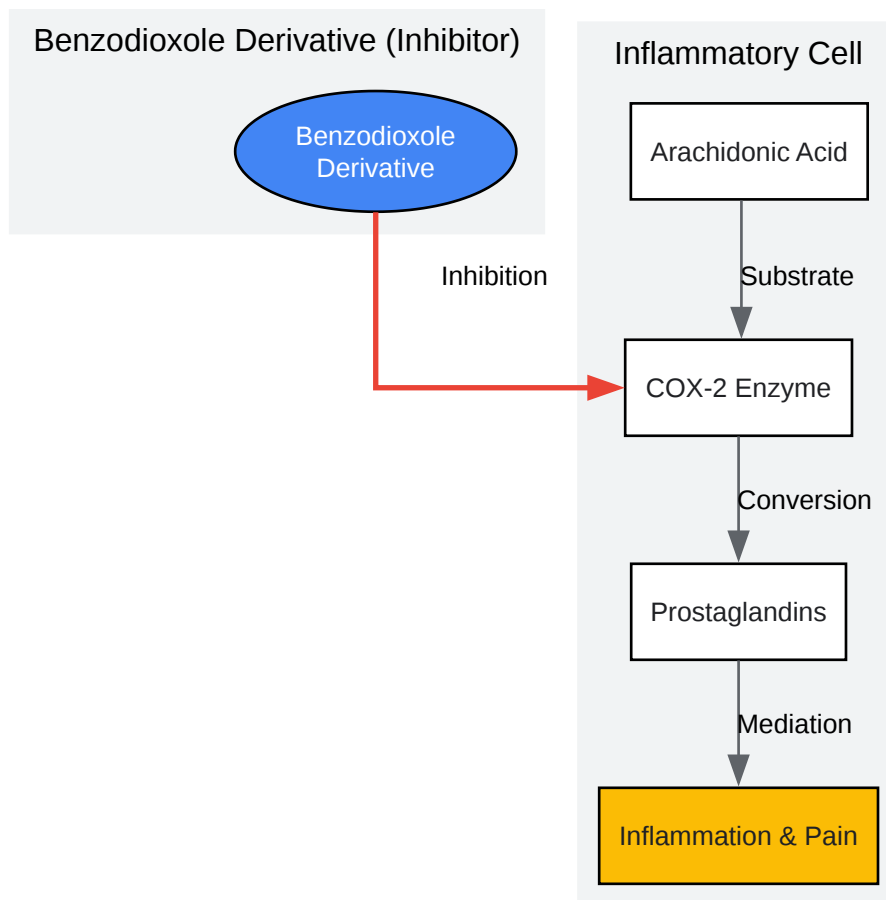 Benzodioxole Derivative (Inhibitor)
Benzodioxole
Derivative
Inhibition
Inflammatory Cell
Arachidonic Acid
Substrate
COX-2 Enzyme
Conversion
Prostaglandins
Mediation
Inflammation & Pain